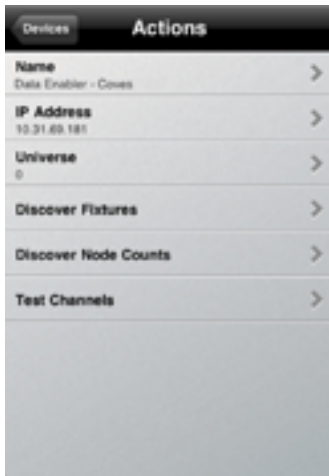 Devices
Actions
Name
Data Enabler - Coves
IP Address
10.31.69.181
Universe
0
Discover Fixtures
Discover Node Counts
Test Channels